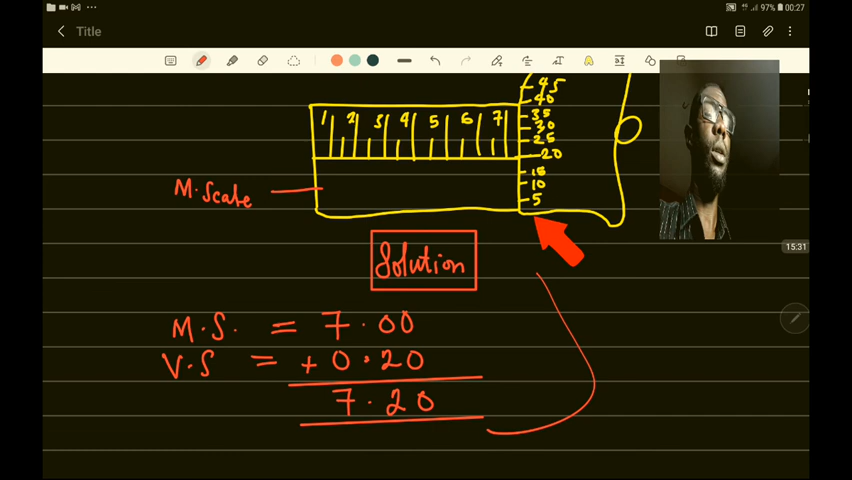 97% 00:27
Title
45
40
1 2 3 4 5 6 7 35
30
25
20
15
10
5
M. Scale
15:31
Solution
M.S. = 7.00
V.S = + 0.20
7.20